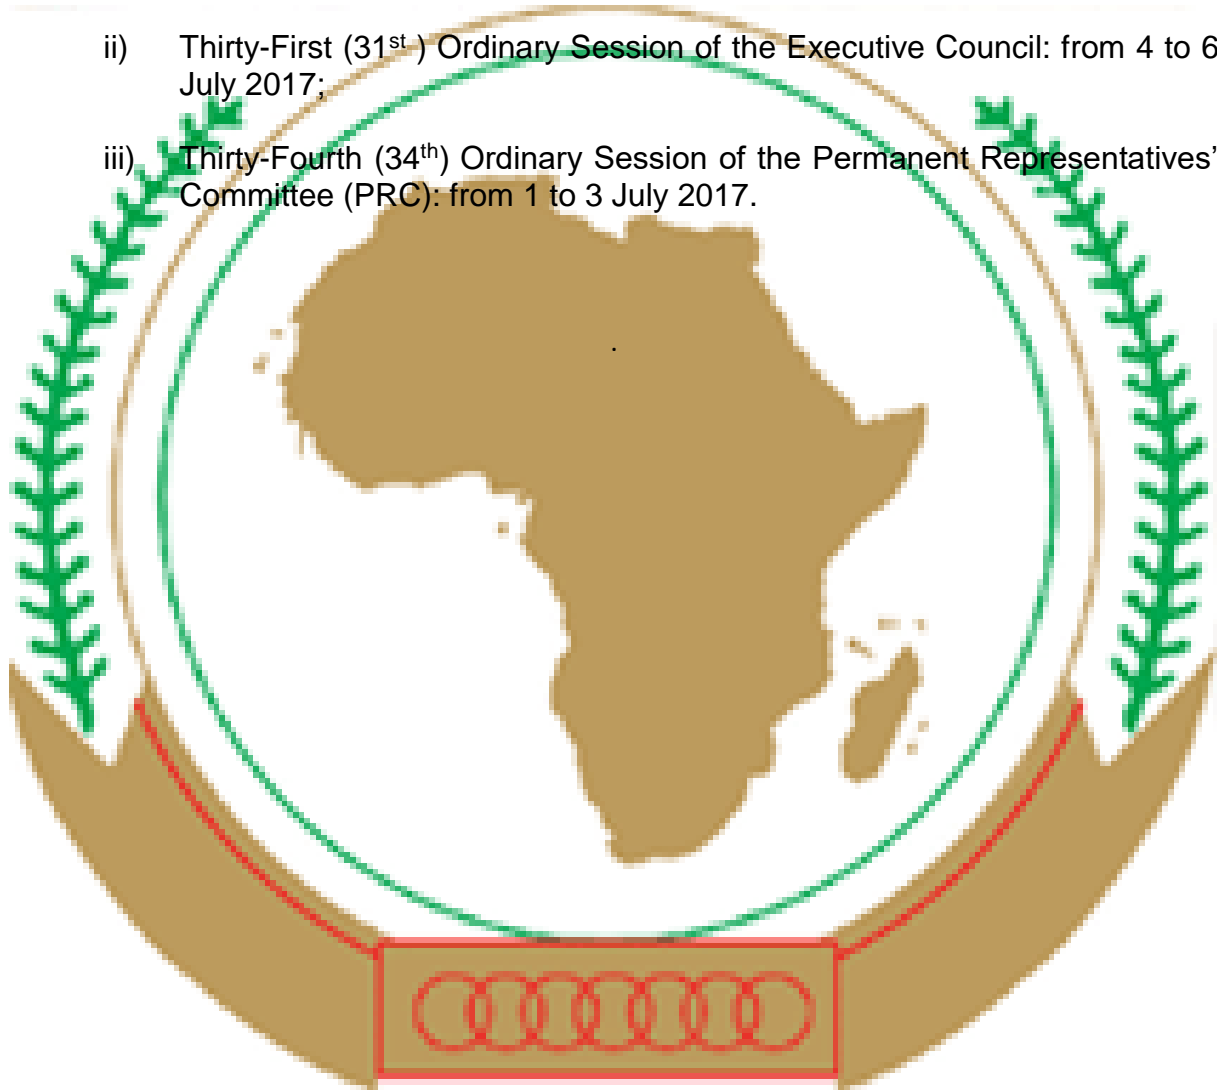 ii) Thirty-First (31st ) Ordinary Session of the Executive Council: from 4 to 6
July 2017;
iii) Thirty-Fourth (34th) Ordinary Session of the Permanent Representatives’
Committee (PRC): from 1 to 3 July 2017.
.